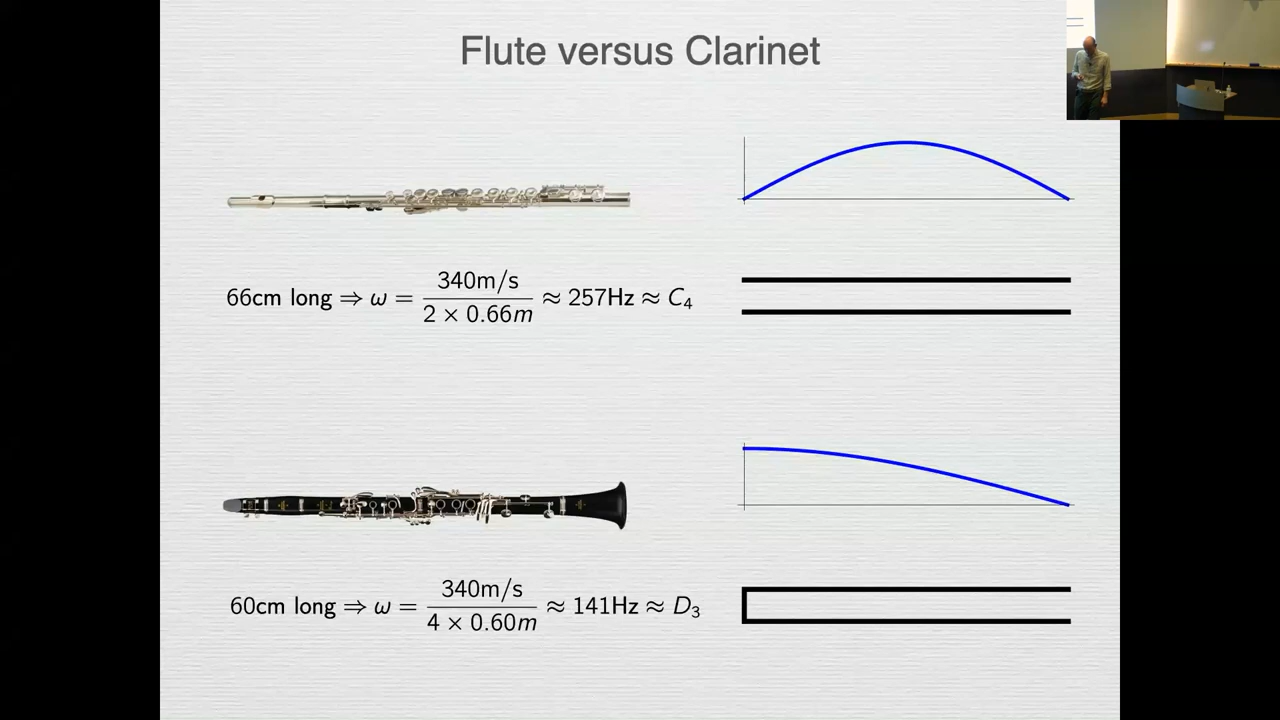 Flute versus Clarinet
66cm long ⇒ ω = 340m/s / 2 × 0.66m ≈ 257Hz ≈ C₄
60cm long ⇒ ω = 340m/s / 4 × 0.60m ≈ 141Hz ≈ D₃